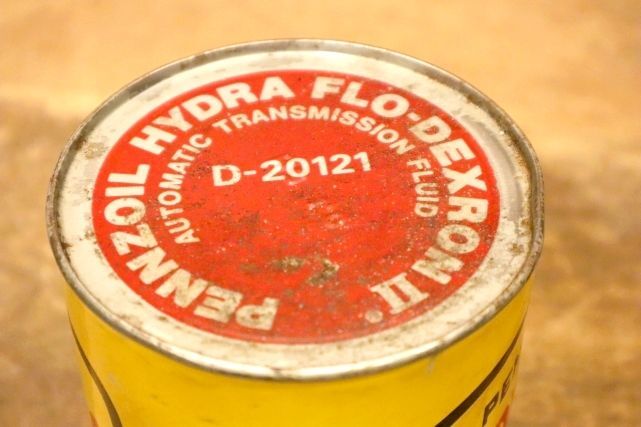 PENNZOIL HYDRA FLO-DEXRON II®
AUTOMATIC TRANSMISSION FLUID
D-20121